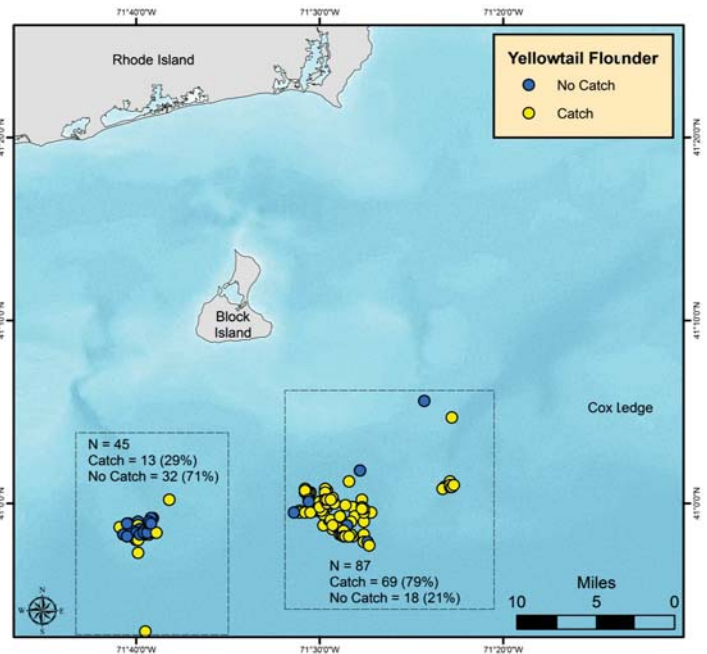 71°40'0"W 71°30'0"W 71°20'0"W
Rhode Island
Yellowtail Flounder
No Catch
Catch
41°20'0"N 41°20'0"N
Block
Island
41°10'0"N 41°10'0"N
Cox Ledge
N = 45
Catch = 13 (29%)
No Catch = 32 (71%)
41°0'0"N 41°0'0"N
N = 87
Catch = 69 (79%)
No Catch = 18 (21%)
Miles
10 5 0
N
W E
S
71°40'0"W 71°30'0"W 71°20'0"W